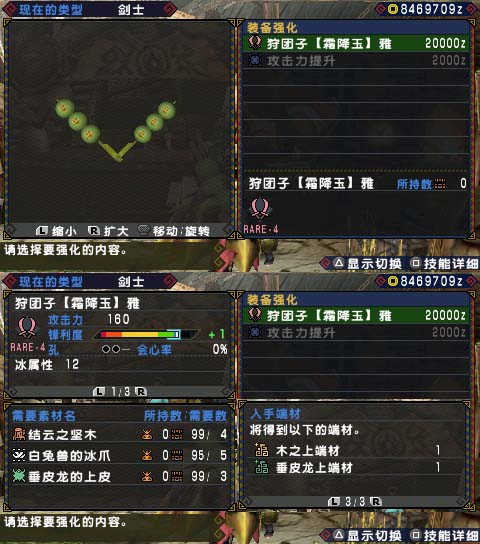 现在的类型 剑士
8469709z
装备强化
狩团子【霜降玉】雅 20000z
攻击力提升 2000z
狩团子【霜降玉】雅 所持数 0
RARE-4
L 缩小 R 扩大 移动/旋转
请选择要强化的内容。
△显示切换 □技能详细
现在的类型 剑士
8469709z
狩团子【霜降玉】雅
攻击力 160
锋利度 +1
RARE-4 孔 ○○— 会心率 0%
冰属性 12
L 1/3 R
装备强化
狩团子【霜降玉】雅 20000z
攻击力提升 2000z
需要素材名 所持数/需要数
结云之坚木 0 99/ 4
白兔兽的冰爪 0 95/ 5
垂皮龙的上皮 0 99/ 3
入手端材
将得到以下的端材。
木之上端材 1
垂皮龙上端材 1
L 3/3 R
请选择要强化的内容。
△显示切换 □技能详细